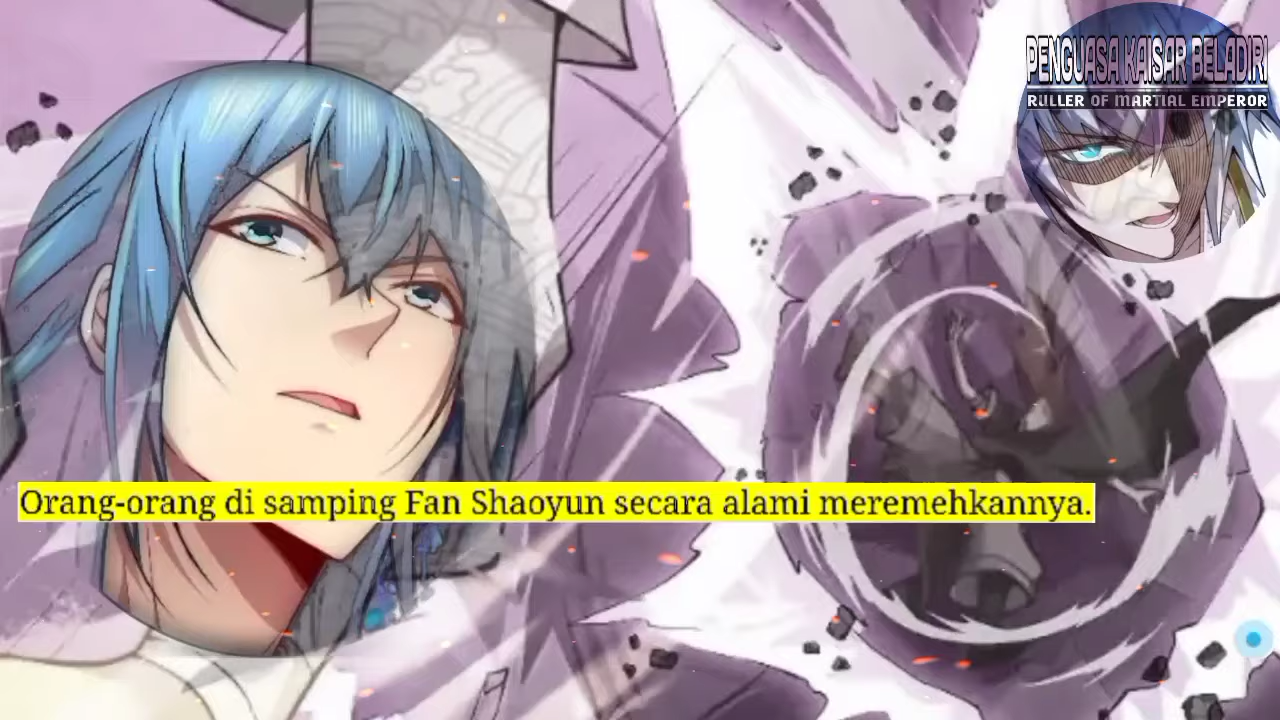 PENGUASA KAISAR BELADIRI
RULLER OF MARTIAL EMPEROR
Orang-orang di samping Fan Shaoyun secara alami meremehkannya.